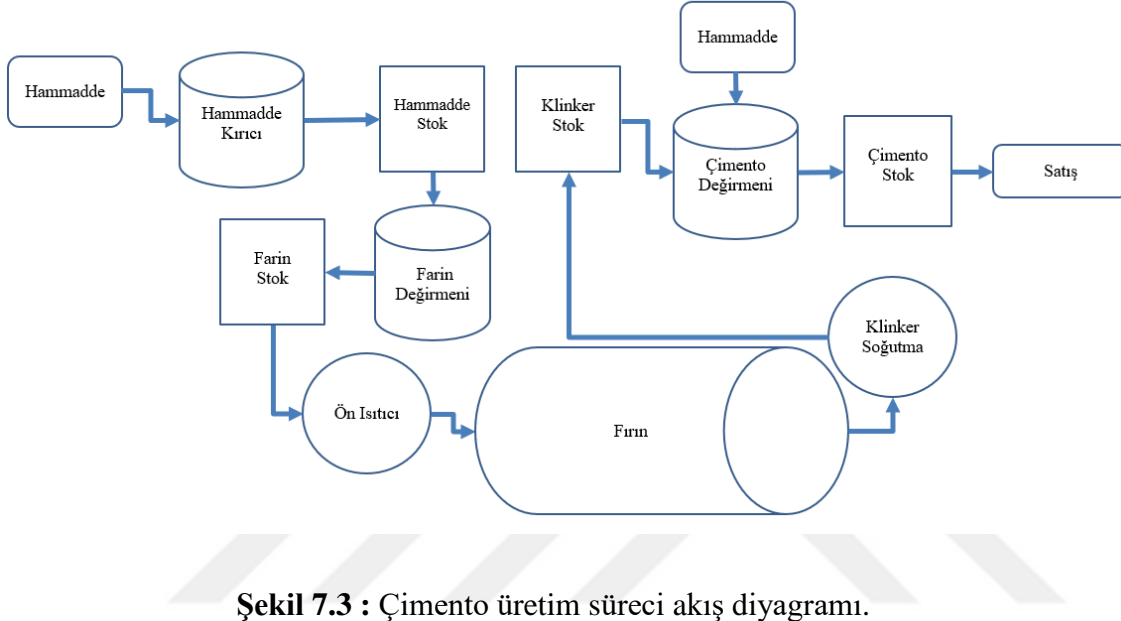 Hammadde
Hammadde
Kırıcı
Hammadde
Stok
Farin
Değirmeni
Farin
Stok
Ön Isıtıcı
Fırın
Klinker
Soğutma
Klinker
Stok
Hammadde
Çimento
Değirmeni
Çimento
Stok
Satış
Şekil 7.3 : Çimento üretim süreci akış diyagramı.